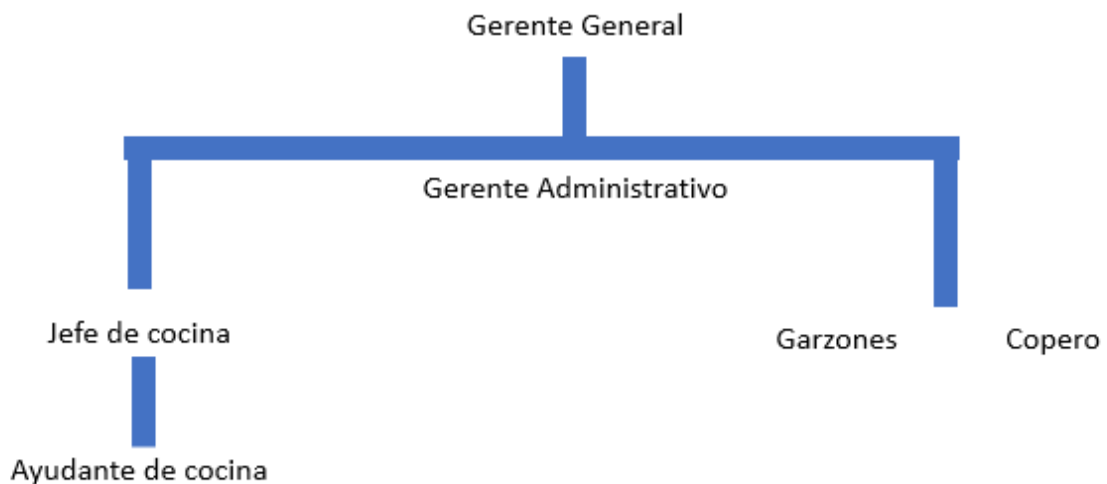 Gerente General
Gerente Administrativo
Jefe de cocina
Garzones
Copero
Ayudante de cocina